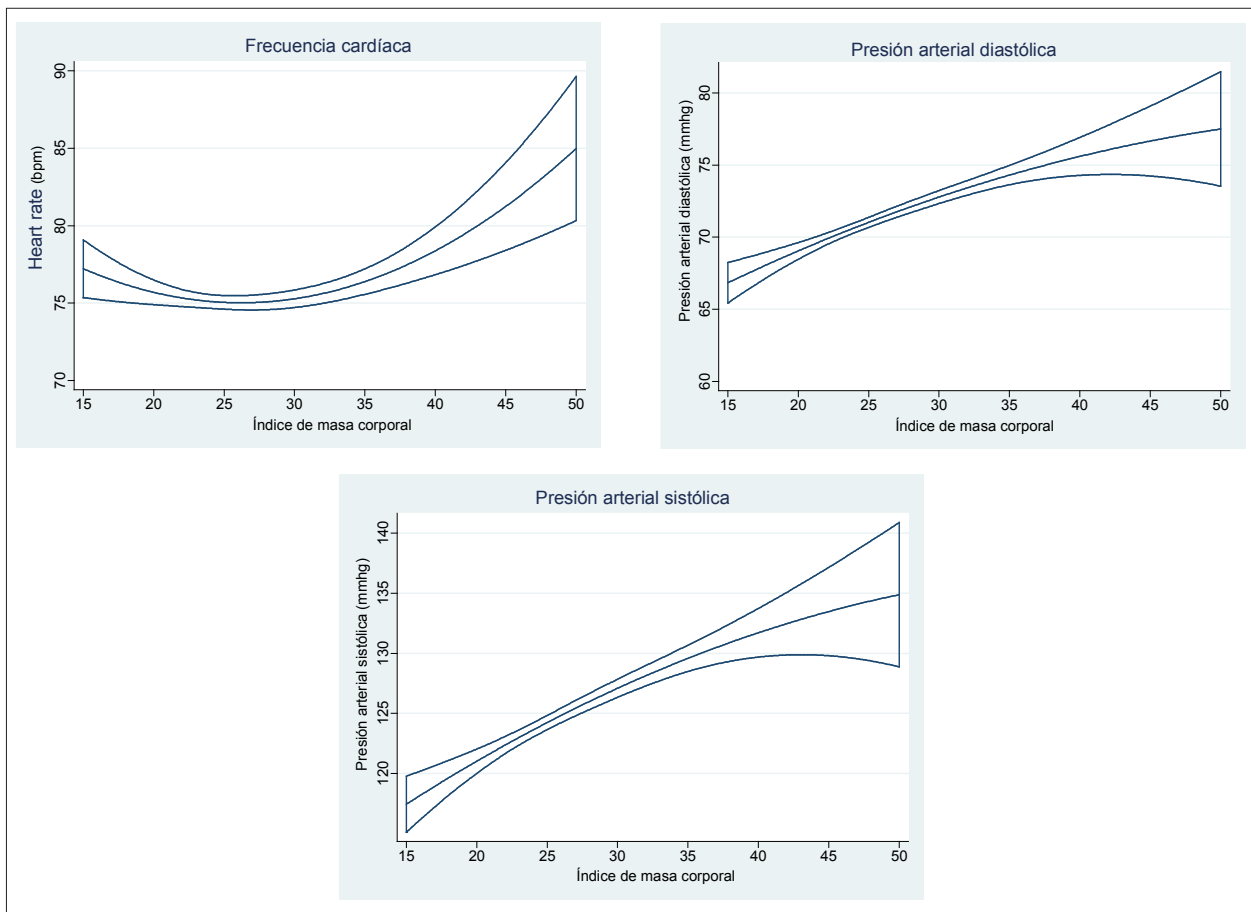 Frecuencia cardíaca
Heart rate (bpm)
90
85
80
75
70
15 20 25 30 35 40 45 50
Índice de masa corporal
Presión arterial diastólica
Presión arterial diastólica (mmhg)
80
75
70
65
60
15 20 25 30 35 40 45 50
Índice de masa corporal
Presión arterial sistólica
Presión arterial sistólica (mmhg)
140
135
130
125
120
15 20 25 30 35 40 45 50
Índice de masa corporal